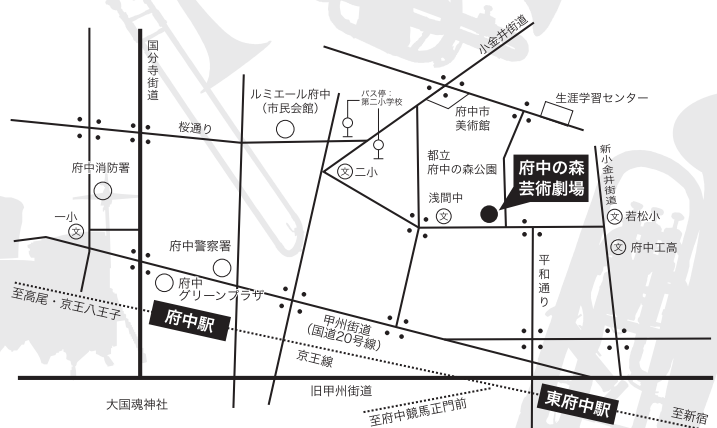 国分寺街道
小金井街道
ルミエール府中
(市民会館)
バス停:
第二小学校
生涯学習センター
府中市
美術館
桜通り
都立
府中の森公園
府中の森
芸術劇場
新小金井街道
府中消防署
文 二小
浅間中
文
一小
文
文 若松小
文 府中工高
府中警察署
府中
グリーンプラザ
平和通り
至高尾・京王八王子
府中駅
甲州街道
(国道20号線)
京王線
旧甲州街道
大国魂神社
至府中競馬正門前
東府中駅
至新宿